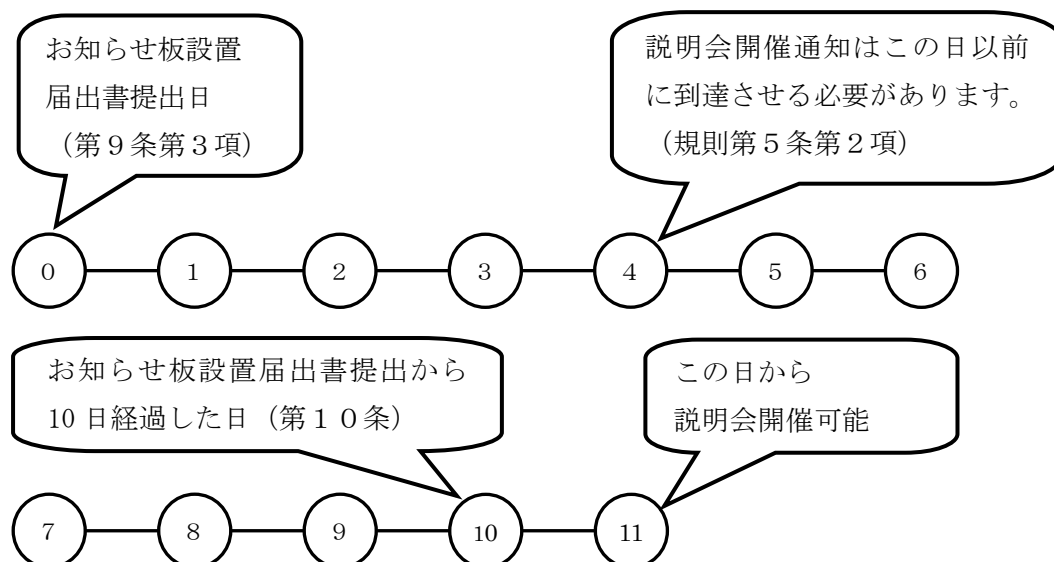 お知らせ板設置
届出書提出日
（第９条第３項）
説明会開催通知はこの日以前
に到達させる必要があります。
（規則第５条第２項）
0 1 2 3 4 5 6
お知らせ板設置届出書提出から
10 日経過した日（第１０条）
この日から
説明会開催可能
7 8 9 10 11